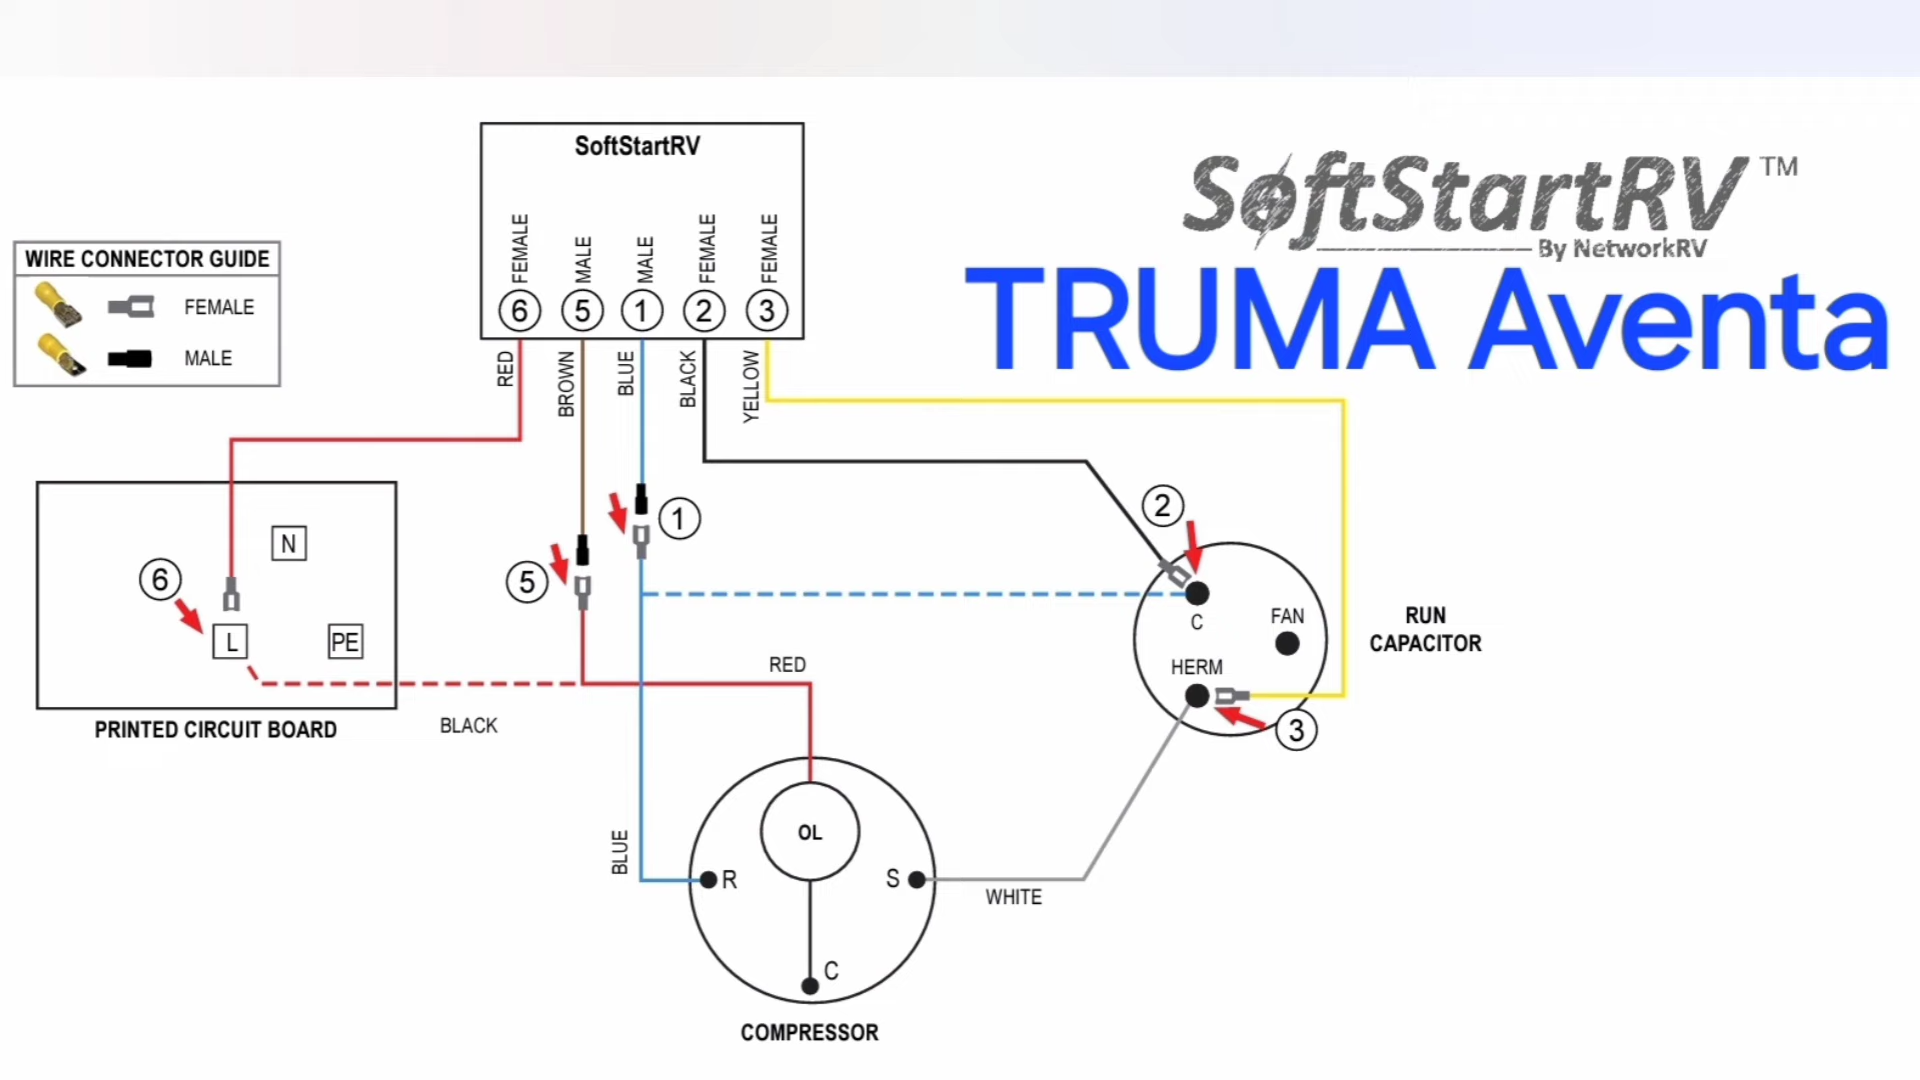 SoftStartRV
SoftStartRV™
By NetworkRV
TRUMA Aventa
WIRE CONNECTOR GUIDE
FEMALE
MALE
FEMALE
MALE
MALE
FEMALE
FEMALE
6
5
1
2
3
RED
BROWN
BLUE
BLACK
YELLOW
1
2
5
6
N
L
PE
PRINTED CIRCUIT BOARD
BLACK
RED
C
FAN
HERM
3
RUN
CAPACITOR
BLUE
OL
R
S
C
WHITE
COMPRESSOR